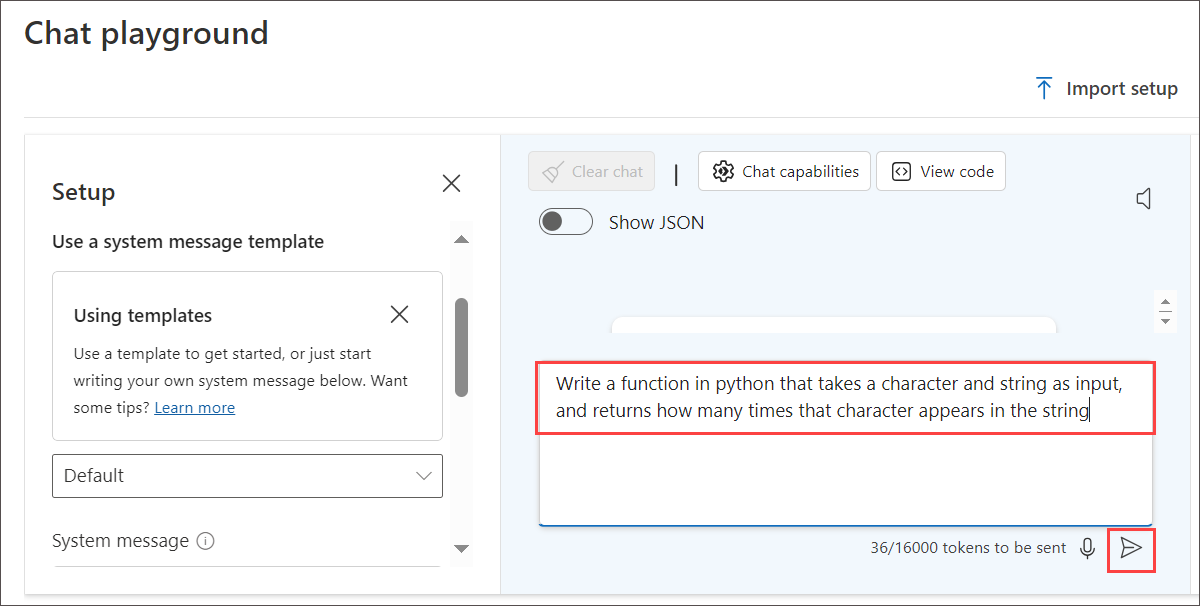 Chat playground
Import setup
Setup
Use a system message template
Using templates
Use a template to get started, or just start
writing your own system message below. Want
some tips? Learn more
Default
System message
Clear chat
Chat capabilities
View code
Show JSON
Write a function in python that takes a character and string as input,
and returns how many times that character appears in the string
36/16000 tokens to be sent